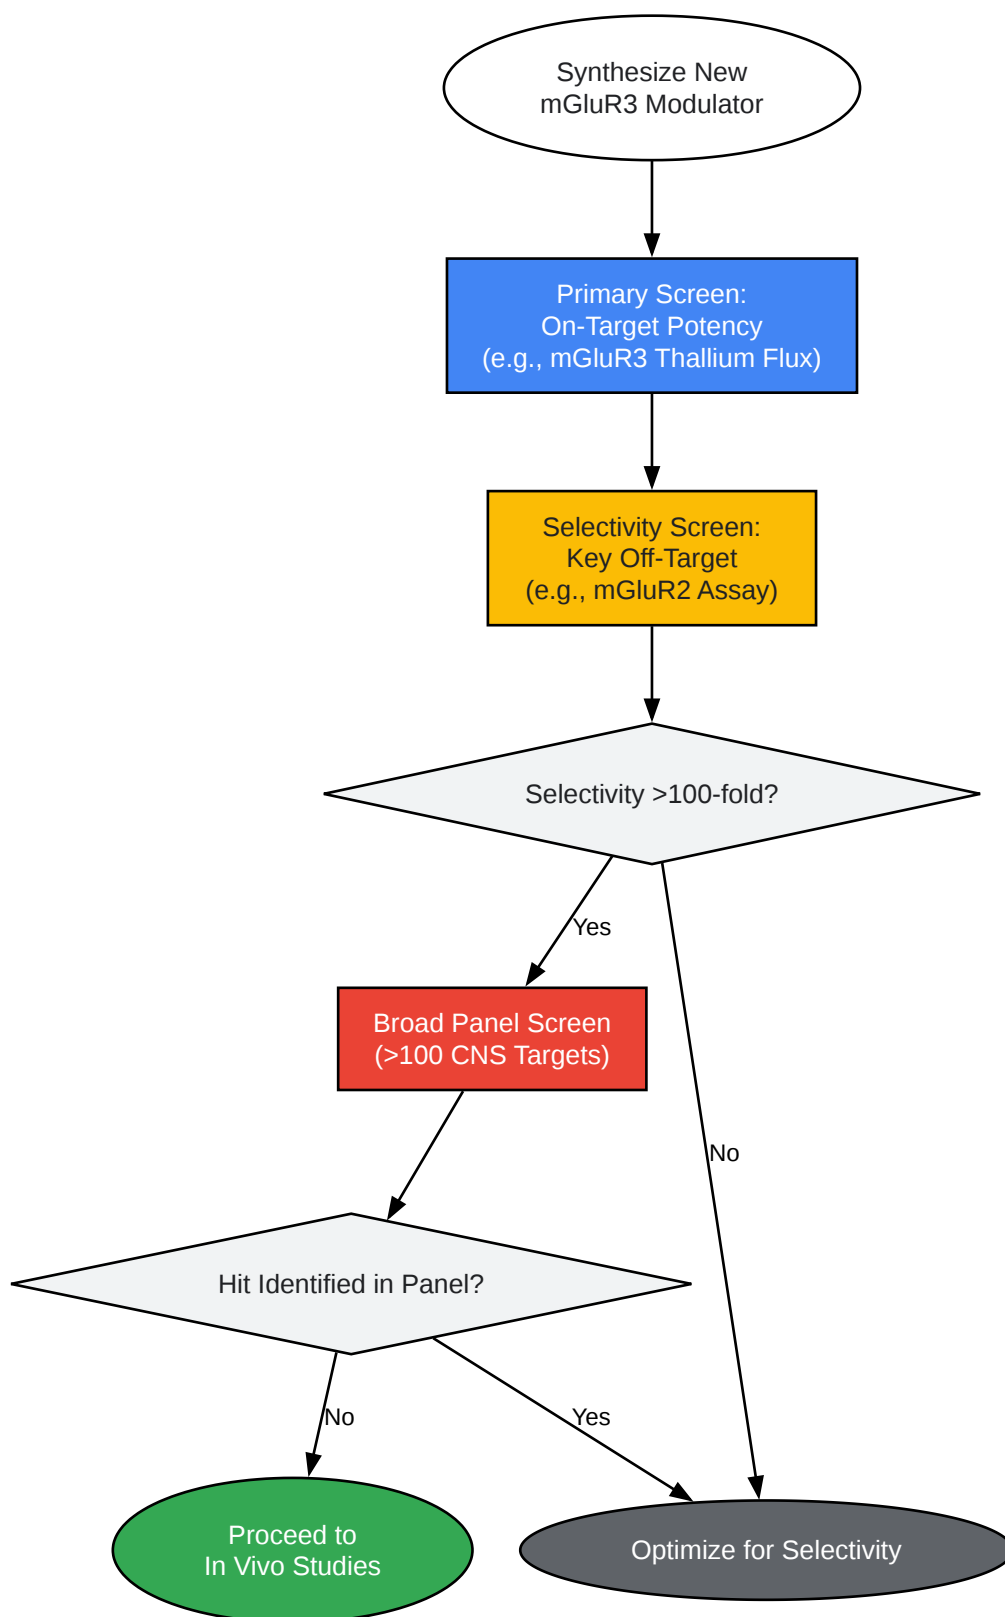 Synthesize New
mGluR3 Modulator
Primary Screen:
On-Target Potency
(e.g., mGluR3 Thallium Flux)
Selectivity Screen:
Key Off-Target
(e.g., mGluR2 Assay)
Selectivity >100-fold?
Yes
Broad Panel Screen
(>100 CNS Targets)
No
Hit Identified in Panel?
No
Yes
Proceed to
In Vivo Studies
Optimize for Selectivity